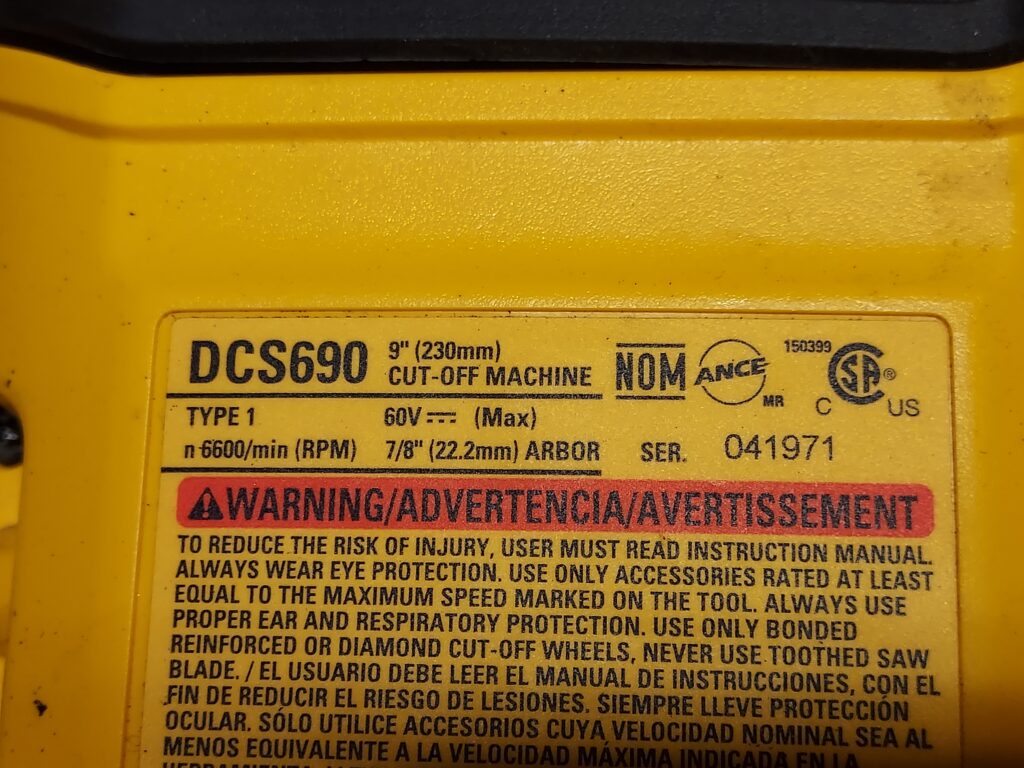 DCS690 9" (230mm)
CUT-OFF MACHINE
NOM ANCE MR 150399 C SA® US
TYPE 1 60V (Max)
n 6600/min (RPM) 7/8" (22.2mm) ARBOR SER. 041971
WARNING/ADVERTENCIA/AVERTISSEMENT
TO REDUCE THE RISK OF INJURY, USER MUST READ INSTRUCTION MANUAL.
ALWAYS WEAR EYE PROTECTION. USE ONLY ACCESSORIES RATED AT LEAST
EQUAL TO THE MAXIMUM SPEED MARKED ON THE TOOL. ALWAYS USE
PROPER EAR AND RESPIRATORY PROTECTION. USE ONLY BONDED
REINFORCED OR DIAMOND CUT-OFF WHEELS, NEVER USE TOOTHED SAW
BLADE. / EL USUARIO DEBE LEER EL MANUAL DE INSTRUCCIONES, CON EL
FIN DE REDUCIR EL RIESGO DE LESIONES. SIEMPRE LLEVE PROTECCIÓN
OCULAR. SÓLO UTILICE ACCESORIOS CUYA VELOCIDAD NOMINAL SEA AL
MENOS EQUIVALENTE A LA VELOCIDAD MÁXIMA INDICADA EN LA